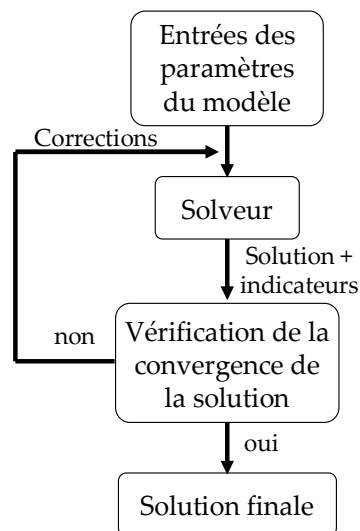 Entrées des
paramètres
du modèle
Corrections
Solveur
Solution +
indicateurs
non
Vérification de la
convergence de
la solution
oui
Solution finale